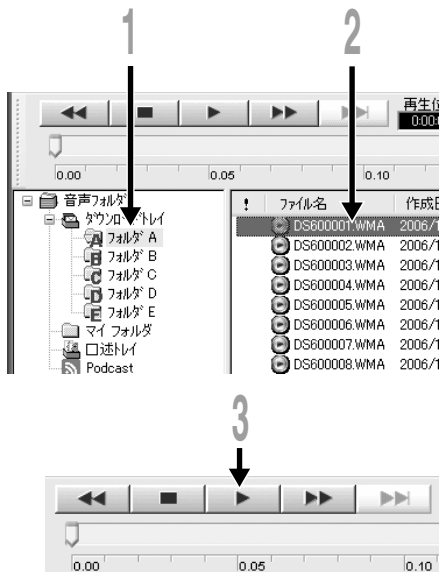 1 2
再生位
0:00:0
0.00 0.05 0.10
音声フォルダ
! ファイル名 作成日
ダウンロードトレイ
フォルダ A
DS600001.WMA 2006/1
フォルダ B
DS600002.WMA 2006/1
フォルダ C
DS600003.WMA 2006/1
フォルダ D
DS600004.WMA 2006/1
フォルダ E
DS600005.WMA 2006/1
マイ フォルダ
DS600006.WMA 2006/1
口述トレイ
DS600007.WMA 2006/1
Podcast
DS600008.WMA 2006/1
3
0.00 0.05 0.10